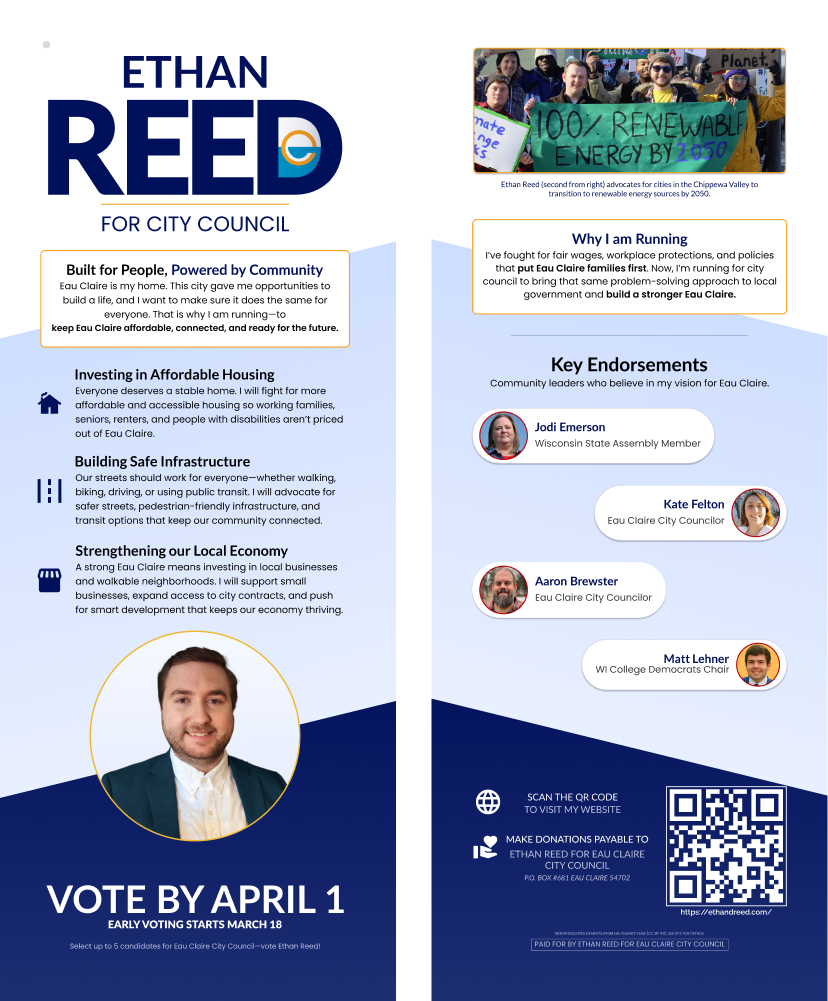 ETHAN
REED
FOR CITY COUNCIL
Built for People, Powered by Community
Eau Claire is my home. This city gave me opportunities to
build a life, and I want to make sure it does the same for
everyone. That is why I am running—to
keep Eau Claire affordable, connected, and ready for the future.
Investing in Affordable Housing
Everyone deserves a stable home. I will fight for more
affordable and accessible housing so working families,
seniors, renters, and people with disabilities aren’t priced
out of Eau Claire.
Building Safe Infrastructure
Our streets should work for everyone—whether walking,
biking, driving, or using public transit. I will advocate for
safer streets, pedestrian-friendly infrastructure, and
transit options that keep our community connected.
Strengthening our Local Economy
A strong Eau Claire means investing in local businesses
and walkable neighborhoods. I will support small
businesses, expand access to city contracts, and push
for smart development that keeps our economy thriving.
VOTE BY APRIL 1
EARLY VOTING STARTS MARCH 18
Select up to 5 candidates for Eau Claire City Council—vote Ethan Reed!
Planet.
mate
nge
ks
100% RENEWABLE
ENERGY BY 2050
Ethan Reed (second from right) advocates for cities in the Chippewa Valley to
transition to renewable energy sources by 2050.
Why I am Running
I’ve fought for fair wages, workplace protections, and policies
that put Eau Claire families first. Now, I’m running for city
council to bring that same problem-solving approach to local
government and build a stronger Eau Claire.
Key Endorsements
Community leaders who believe in my vision for Eau Claire.
Jodi Emerson
Wisconsin State Assembly Member
Kate Felton
Eau Claire City Councilor
Aaron Brewster
Eau Claire City Councilor
Matt Lehner
WI College Democrats Chair
SCAN THE QR CODE
TO VISIT MY WEBSITE
MAKE DONATIONS PAYABLE TO
ETHAN REED FOR EAU CLAIRE
CITY COUNCIL
P.O. BOX #681 EAU CLAIRE 54702
https://ethandreed.com/
PAID FOR BY ETHAN REED FOR EAU CLAIRE CITY COUNCIL